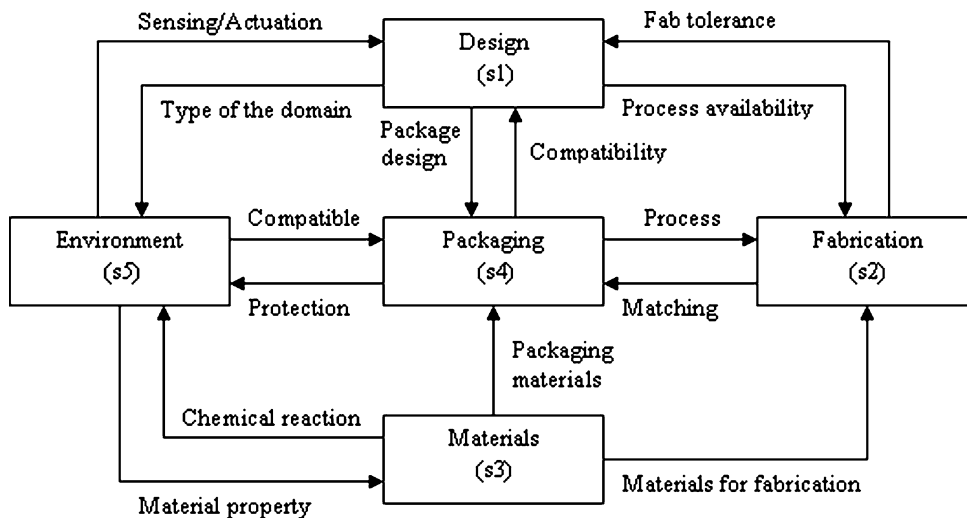 Sensing/Actuation
Fab tolerance
Design
(s1)
Type of the domain
Process availability
Package
design
Compatibility
Environment
(s5)
Compatible
Packaging
(s4)
Process
Fabrication
(s2)
Protection
Matching
Packaging
materials
Chemical reaction
Materials
(s3)
Material property
Materials for fabrication